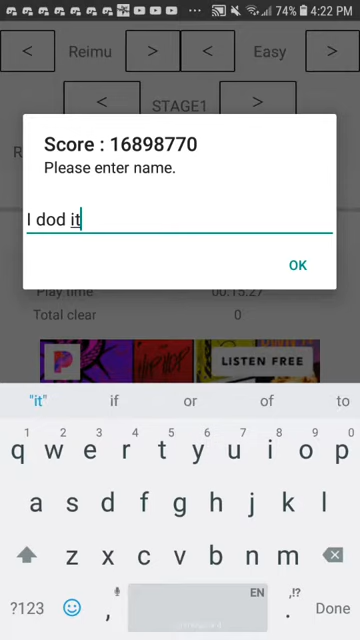 74% 4:22 PM
< Reimu > < Easy >
< STAGE1 >
Score : 16898770
Please enter name.
I dod it
OK
Play time 00:15:27
Total clear 0
HIP HOP LISTEN FREE
"it" if or of to
1 2 3 4 5 6 7 8 9 0
q w e r t y u i o p
a s d f g h j k l
z x c v b n m
?123 , EN . ,!? Done